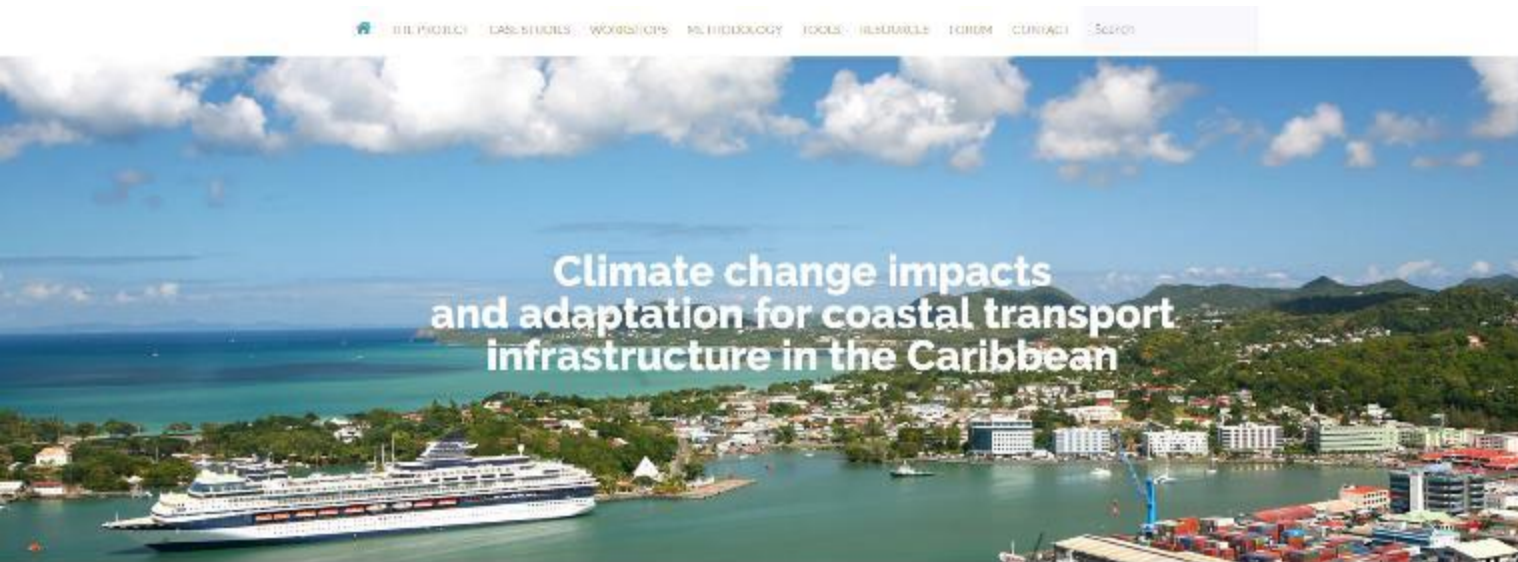 THE PROJECT CASE STUDIES WORKSHOPS METHODOLOGY TOOLS RESOURCES FORUM CONTACT Search
Climate change impacts
and adaptation for coastal transport
infrastructure in the Caribbean